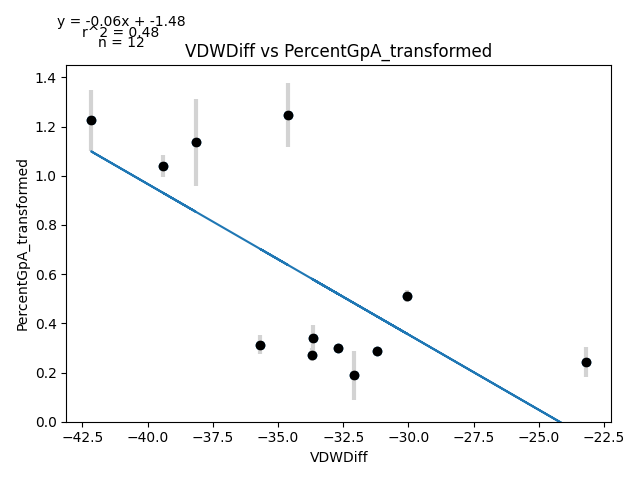 y = -0.06x + -1.48
r^2 = 0.48
n = 12
VDWDiff vs PercentGpA_transformed
1.4
1.2
1.0
0.8
0.6
0.4
0.2
0.0
PercentGpA_transformed
−42.5 −40.0 −37.5 −35.0 −32.5 −30.0 −27.5 −25.0 −22.5
VDWDiff